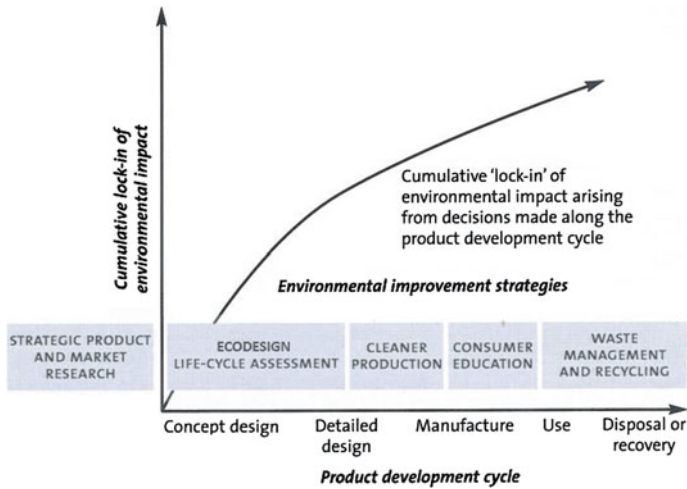 Cumulative lock-in of
environmental impact
Cumulative 'lock-in' of
environmental impact arising
from decisions made along the
product development cycle
Environmental improvement strategies
STRATEGIC PRODUCT
AND MARKET
RESEARCH
ECODESIGN
LIFE-CYCLE ASSESSMENT
CLEANER
PRODUCTION
CONSUMER
EDUCATION
WASTE
MANAGEMENT
AND RECYCLING
Concept design
Detailed
design
Manufacture
Use
Disposal or
recovery
Product development cycle